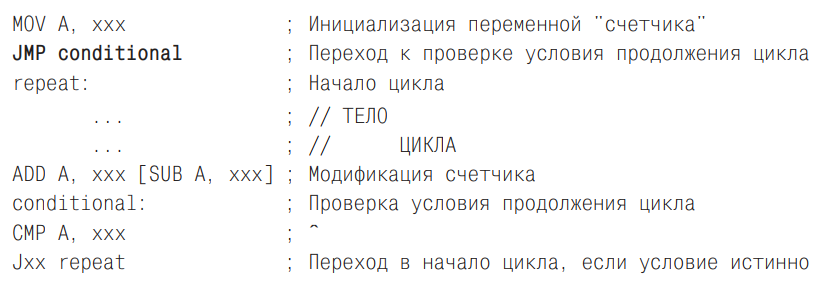 MOV A, xxx ; Инициализация переменной "счетчика"
JMP conditional ; Переход к проверке условия продолжения цикла
repeat: ; Начало цикла
... ; // ТЕЛО
... ; // ЦИКЛА
ADD A, xxx [SUB A, xxx] ; Модификация счетчика
conditional: ; Проверка условия продолжения цикла
CMP A, xxx ; ^
Jxx repeat ; Переход в начало цикла, если условие истинно